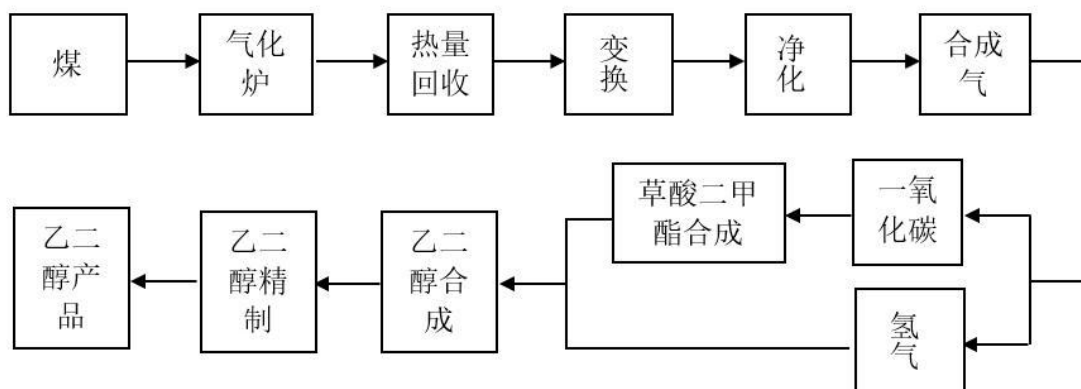 煤
气化
炉
热量
回收
变
换
净
化
合成
气
草酸二甲
酯合成
一氧
化碳
乙二
醇产
品
乙二
醇精
制
乙二
醇合
成
氢
气